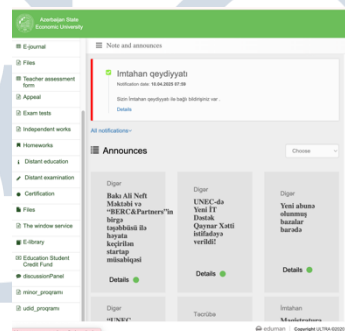 Azerbaijan State
Economic University
E-journal
Files
Teacher assessment
form
Appeal
Exam tests
Independent works
Homeworks
Distant education
Distant examination
Certification
Files
The window service
E-library
Education Student
Credit Fund
discussionPanel
minor_proqramı
udid_proqramı
Note and announces
İmtahan qeydiyyatı
Notification date: 10.04.2025 07:58
Sizin İmtahan qeydiyyatı ilə bağlı bildirişiniz var .
Details
All notifications
Announces
Choose
Digər
Bakı Ali Neft
Məktəbi və
“BERC&Partners”in
birgə
təşəbbüsü ilə
həyata
keçirilən
startap
müsabiqəsi
Details
Digər
UNEC-də
Yeni İT
Dəstək
Qaynar Xətti
istifadəyə
verildi!
Details
Digər
Yeni abunə
olunmuş
bazalar
barədə
Details
Digər
“UNEC
Təcrübə
İmtahan
Magistratura
eduman
Copyright ULTRA ©2020